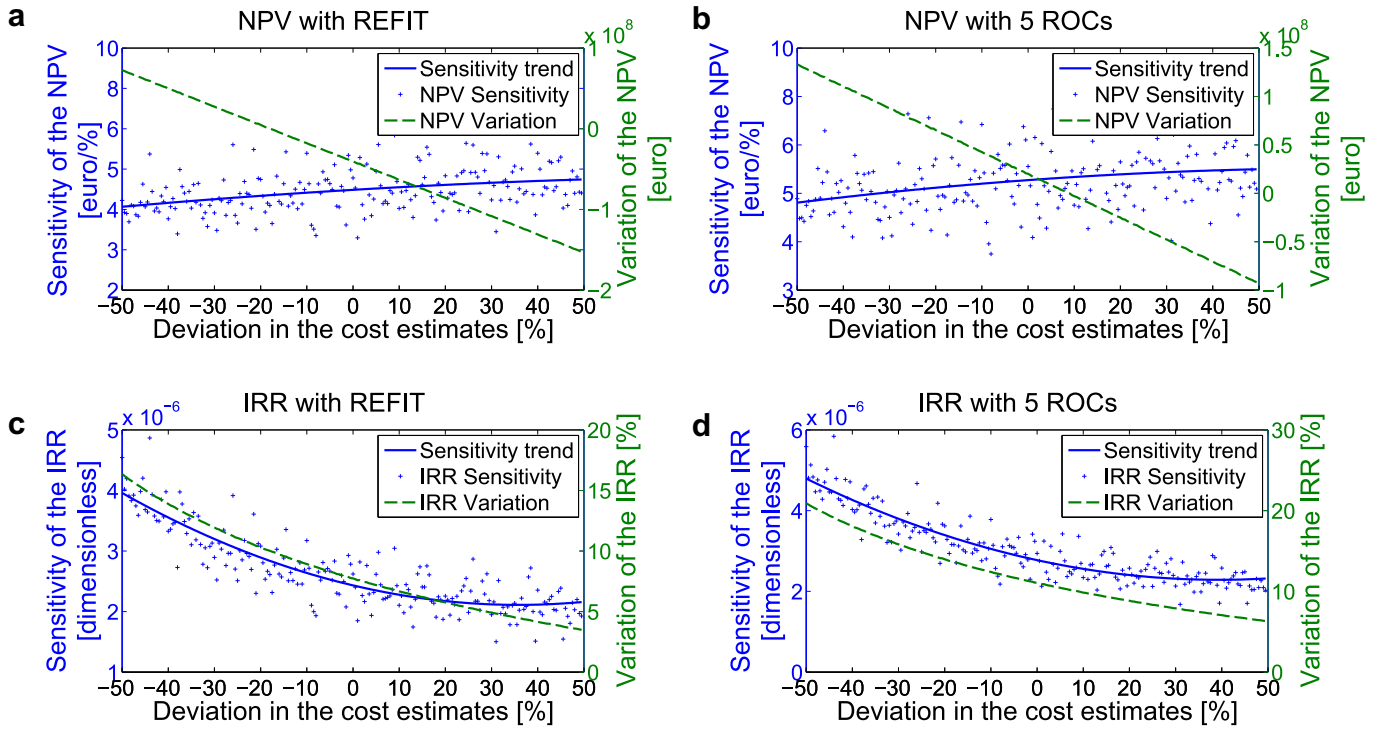 a
NPV with REFIT
x 10⁸
Sensitivity of the NPV
[euro/%]
10
8
6
5
4
3
2
Sensitivity trend
NPV Sensitivity
NPV Variation
1
0
−1
−2
Variation of the NPV
[euro]
−50 −40 −30 −20 −10 0 10 20 30 40 50
Deviation in the cost estimates [%]
b
NPV with 5 ROCs
x 10⁸
Sensitivity of the NPV
[euro/%]
10
8
7
6
5
4
3
Sensitivity trend
NPV Sensitivity
NPV Variation
1.5
1
0.5
0
−0.5
−1
Variation of the NPV
[euro]
−50 −40 −30 −20 −10 0 10 20 30 40 50
Deviation in the cost estimates [%]
c
IRR with REFIT
x 10⁻⁶
Sensitivity of the IRR
[dimensionless]
5
4
3
2
1
Sensitivity trend
IRR Sensitivity
IRR Variation
20
15
10
5
0
Variation of the IRR [%]
−50 −40 −30 −20 −10 0 10 20 30 40 50
Deviation in the cost estimates [%]
d
IRR with 5 ROCs
x 10⁻⁶
Sensitivity of the IRR
[dimensionless]
6
4
2
0
Sensitivity trend
IRR Sensitivity
IRR Variation
30
20
10
0
Variation of the IRR [%]
−50 −40 −30 −20 −10 0 10 20 30 40 50
Deviation in the cost estimates [%]